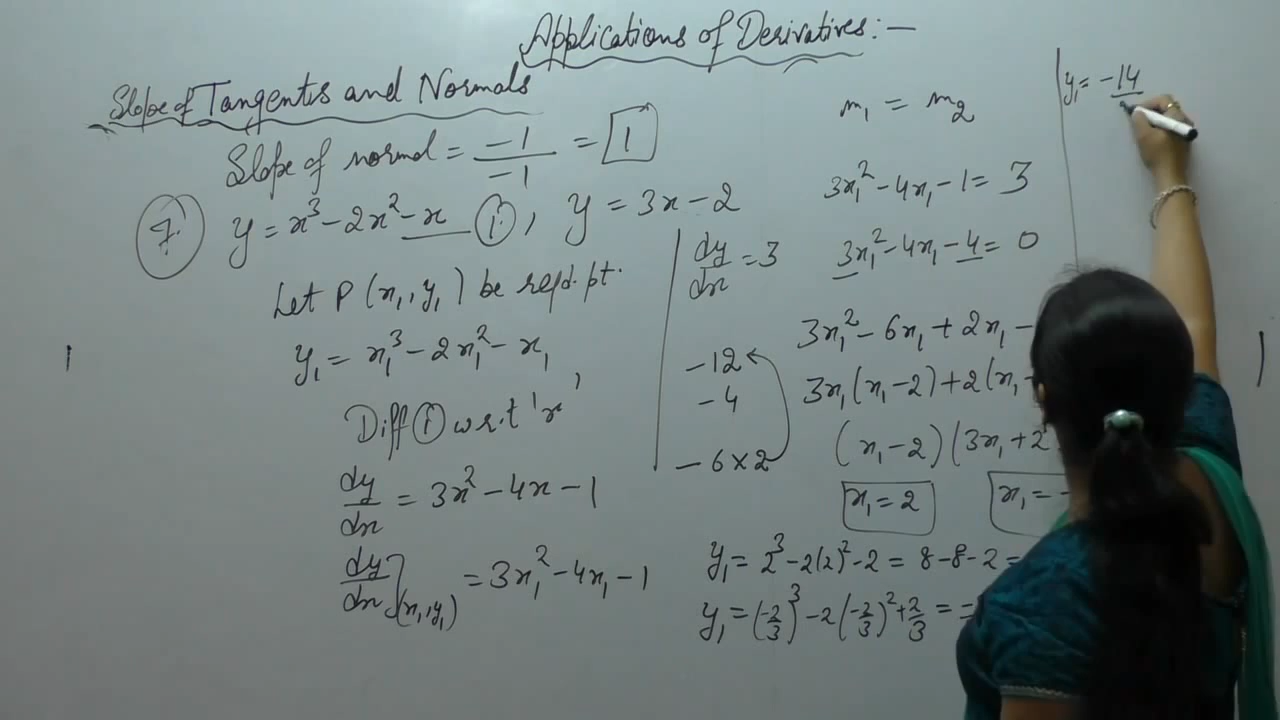 Applications of Derivatives:-
Slope of Tangents and Normals
Slope of normal = -1/-1 = 1
7. y = x³ - 2x² - x ①, y = 3x - 2
Let P(x₁, y₁) be reqd. pt.
y₁ = x₁³ - 2x₁² - x₁
Diff ① w.r.t 'x',
dy/dx = 3x² - 4x - 1
dy/dx](x₁, y₁) = 3x₁² - 4x₁ - 1
dy/dx = 3
-12
-4
-6 × 2
m₁ = m₂
3x₁² - 4x₁ - 1 = 3
3x₁² - 4x₁ - 4 = 0
3x₁² - 6x₁ + 2x₁ -
3x₁(x₁ - 2) + 2(x₁ -
(x₁ - 2)(3x₁ + 2
x₁ = 2 x₁ = -
y₁ = 2³ - 2(2)² - 2 = 8 - 8 - 2 =
y₁ = (-2/3)³ - 2(-2/3)² + 2/3 = -
y₁ = -14